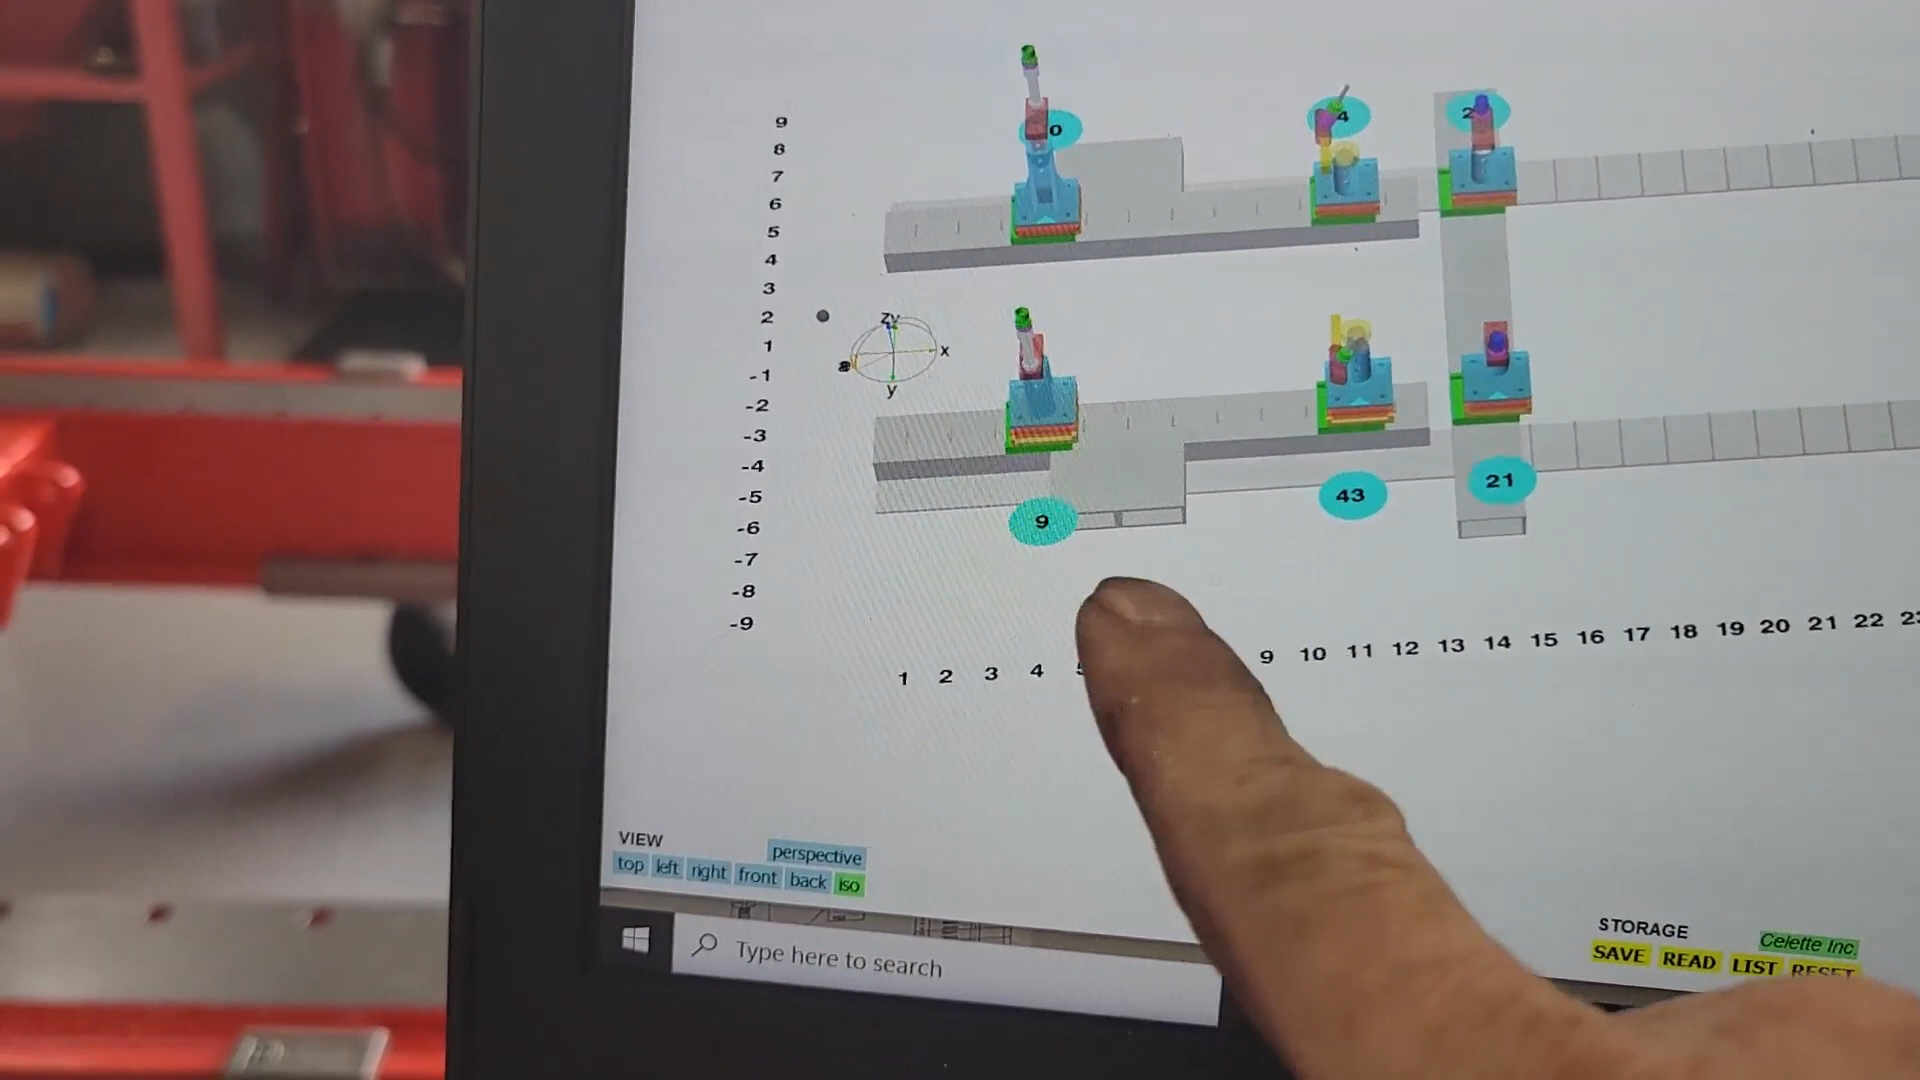 9
8
7
6
5
4
3
2
1
-1
-2
-3
-4
-5
-6
-7
-8
-9
0
4
2
x
y
9
43
21
1 2 3 4 9 10 11 12 13 14 15 16 17 18 19 20 21 22
VIEW
perspective
top left right front back iso
STORAGE
Celette Inc.
SAVE READ LIST RESET
Type here to search